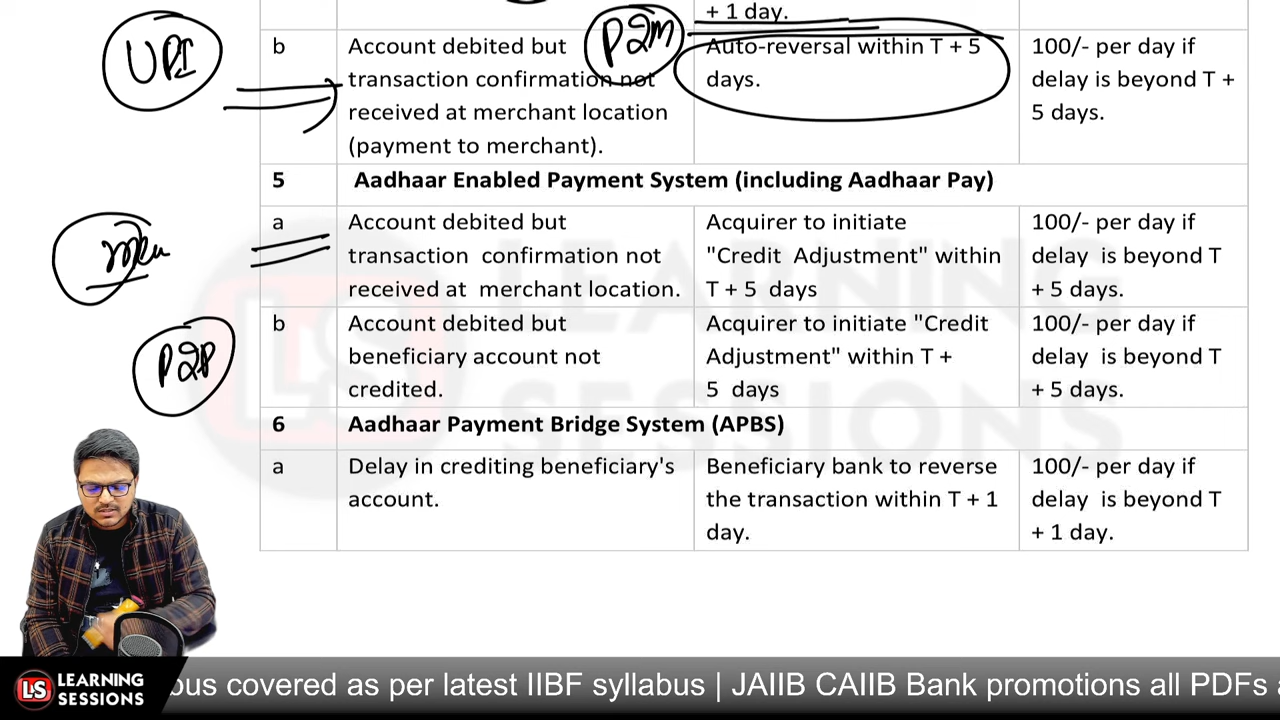 + 1 day.
P2M
UPI
b
Account debited but
transaction confirmation not
received at merchant location
(payment to merchant).
Auto-reversal within T + 5
days.
100/- per day if
delay is beyond T +
5 days.
5
Aadhaar Enabled Payment System (including Aadhaar Pay)
a
Account debited but
transaction confirmation not
received at merchant location.
Acquirer to initiate
"Credit Adjustment" within
T + 5 days
100/- per day if
delay is beyond T
+ 5 days.
P2P
b
Account debited but
beneficiary account not
credited.
Acquirer to initiate "Credit
Adjustment" within T +
5 days
100/- per day if
delay is beyond T
+ 5 days.
6
Aadhaar Payment Bridge System (APBS)
a
Delay in crediting beneficiary's
account.
Beneficiary bank to reverse
the transaction within T + 1
day.
100/- per day if
delay is beyond T
+ 1 day.
LS
LEARNING
SESSIONS
LS LEARNING
SESSIONS
bus covered as per latest IIBF syllabus | JAIIB CAIIB Bank promotions all PDFs